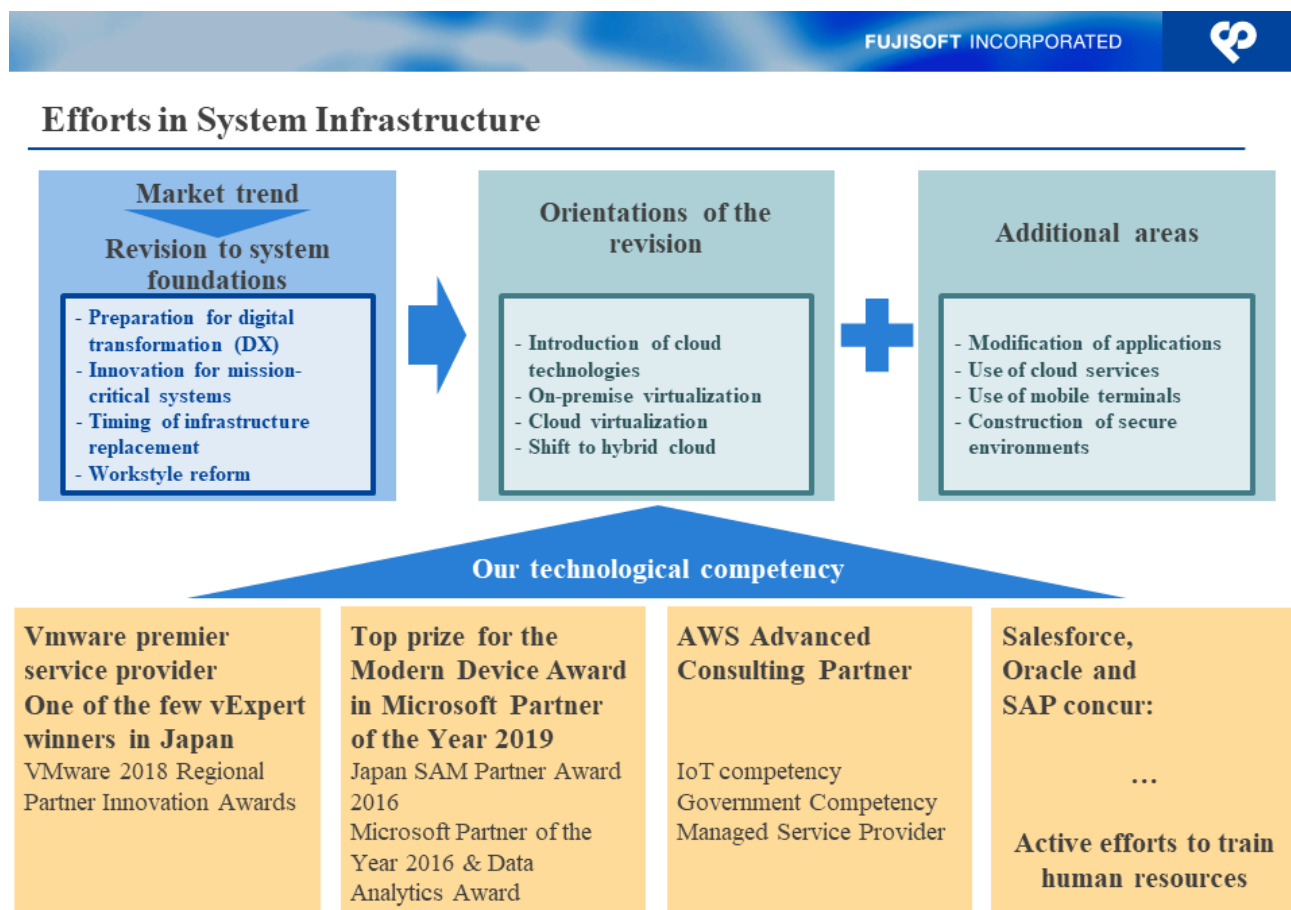 FUJISOFT INCORPORATED
Efforts in System Infrastructure
Market trend
Revision to system
foundations
- Preparation for digital
transformation (DX)
- Innovation for mission-
critical systems
- Timing of infrastructure
replacement
- Workstyle reform
Orientations of the
revision
- Introduction of cloud
technologies
- On-premise virtualization
- Cloud virtualization
- Shift to hybrid cloud
Additional areas
- Modification of applications
- Use of cloud services
- Use of mobile terminals
- Construction of secure
environments
Our technological competency
Vmware premier
service provider
One of the few vExpert
winners in Japan
VMware 2018 Regional
Partner Innovation Awards
Top prize for the
Modern Device Award
in Microsoft Partner
of the Year 2019
Japan SAM Partner Award
2016
Microsoft Partner of the
Year 2016 & Data
Analytics Award
AWS Advanced
Consulting Partner
IoT competency
Government Competency
Managed Service Provider
Salesforce,
Oracle and
SAP concur:
…
Active efforts to train
human resources